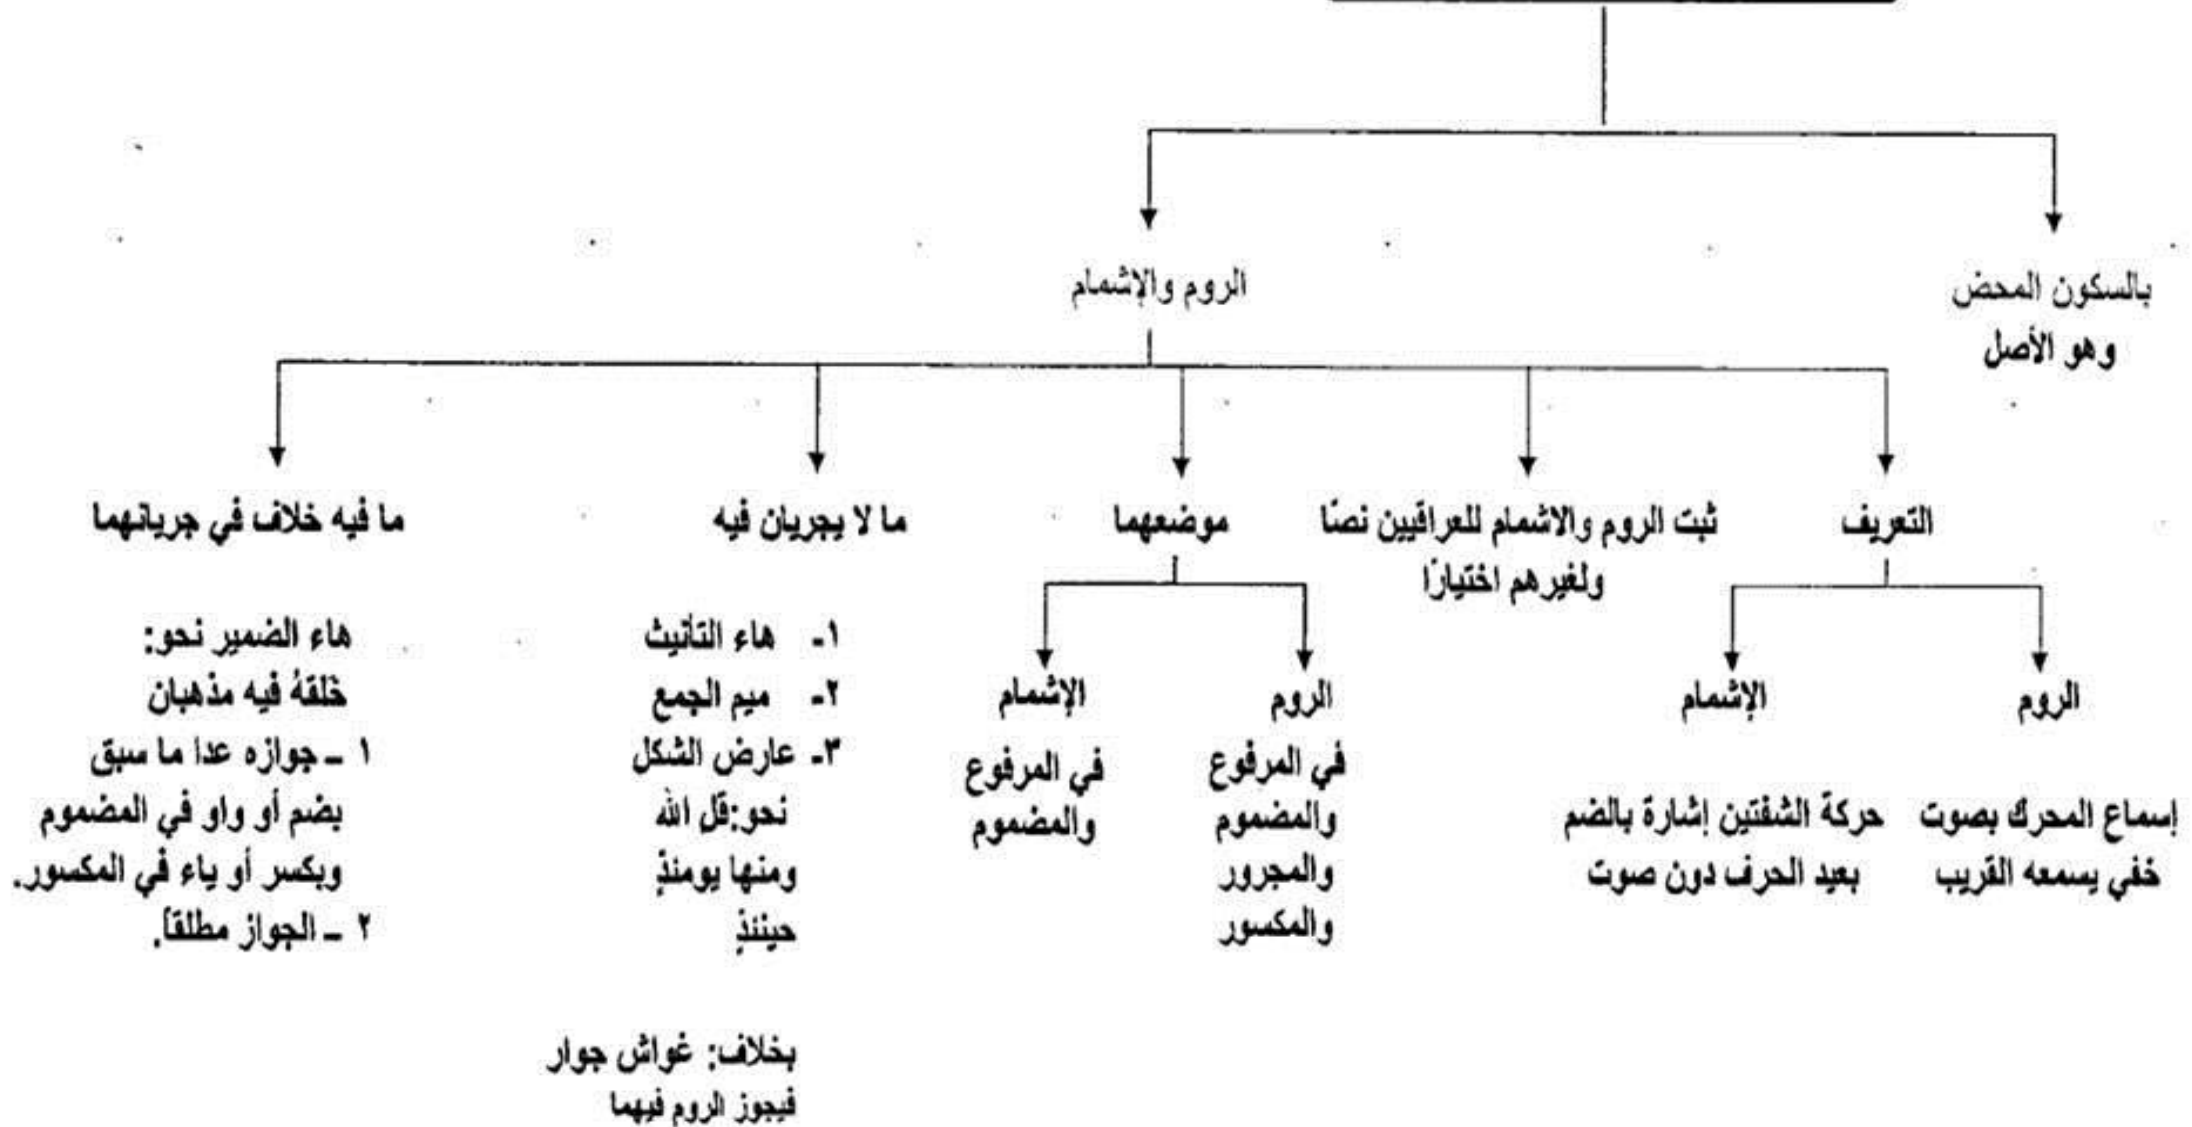 بالسكون المحض
وهو الأصل
الروم والإشمام
التعريف
الروم
إسماع المحرك بصوت
خفي يسمعه القريب
الإشمام
حركة الشفتين إشارة بالضم
بعيد الحرف دون صوت
ثبت الروم والاشمام للعراقيين نصًا
ولغيرهم اختيارًا
موضعهما
الروم
في المرفوع
والمضموم
والمجرور
والمكسور
الإشمام
في المرفوع
والمضموم
ما لا يجريان فيه
١- هاء التأنيث
٢- ميم الجمع
٣- عارض الشكل
نحو:قلِ الله
ومنها يومئذٍ
حينئذٍ
بخلاف: غواش جوار
فيجوز الروم فيهما
ما فيه خلاف في جريانهما
هاء الضمير نحو:
خلقهُ فيه مذهبان
١ – جوازه عدا ما سبق
بضم أو واو في المضموم
وبكسر أو ياء في المكسور.
٢ – الجواز مطلقاً.